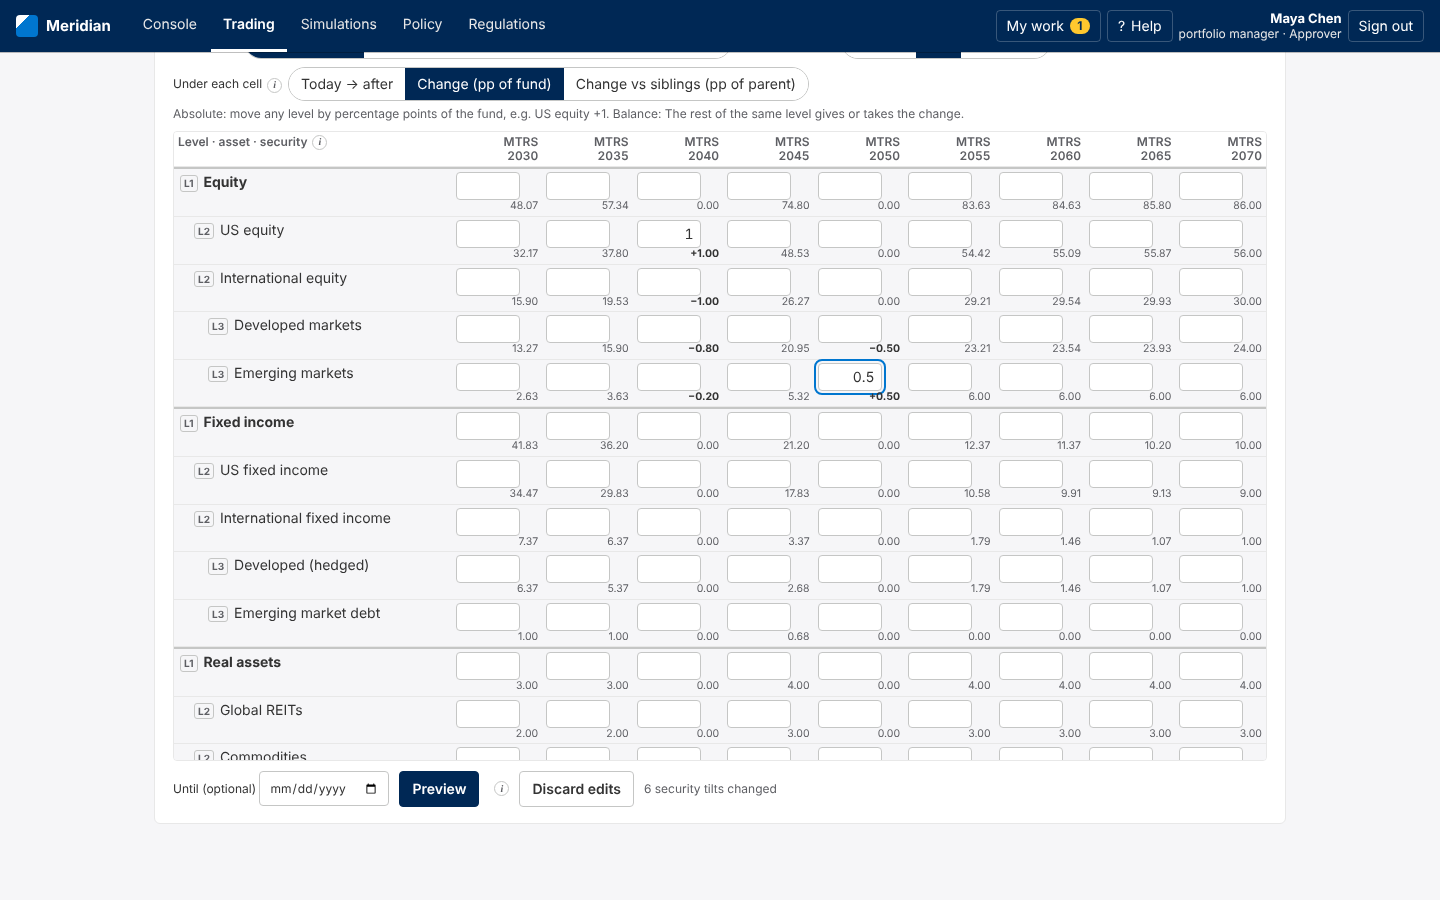 Meridian Console Trading Simulations Policy Regulations My work 1 ? Help Maya Chen Sign out
portfolio manager · Approver
Under each cell i Today → after Change (pp of fund) Change vs siblings (pp of parent)
Absolute: move any level by percentage points of the fund, e.g. US equity +1. Balance: The rest of the same level gives or takes the change.
Level · asset · security i MTRS 2030 MTRS 2035 MTRS 2040 MTRS 2045 MTRS 2050 MTRS 2055 MTRS 2060 MTRS 2065 MTRS 2070
L1 Equity
48.07 57.34 0.00 74.80 0.00 83.63 84.63 85.80 86.00
L2 US equity 1
32.17 37.80 +1.00 48.53 0.00 54.42 55.09 55.87 56.00
L2 International equity
15.90 19.53 −1.00 26.27 0.00 29.21 29.54 29.93 30.00
L3 Developed markets
13.27 15.90 −0.80 20.95 −0.50 23.21 23.54 23.93 24.00
L3 Emerging markets 0.5
2.63 3.63 −0.20 5.32 +0.50 6.00 6.00 6.00 6.00
L1 Fixed income
41.83 36.20 0.00 21.20 0.00 12.37 11.37 10.20 10.00
L2 US fixed income
34.47 29.83 0.00 17.83 0.00 10.58 9.91 9.13 9.00
L2 International fixed income
7.37 6.37 0.00 3.37 0.00 1.79 1.46 1.07 1.00
L3 Developed (hedged)
6.37 5.37 0.00 2.68 0.00 1.79 1.46 1.07 1.00
L3 Emerging market debt
1.00 1.00 0.00 0.68 0.00 0.00 0.00 0.00 0.00
L1 Real assets
3.00 3.00 0.00 4.00 0.00 4.00 4.00 4.00 4.00
L2 Global REITs
2.00 2.00 0.00 3.00 0.00 3.00 3.00 3.00 3.00
L2 Commodities
Until (optional) mm/dd/yyyy Preview i Discard edits 6 security tilts changed